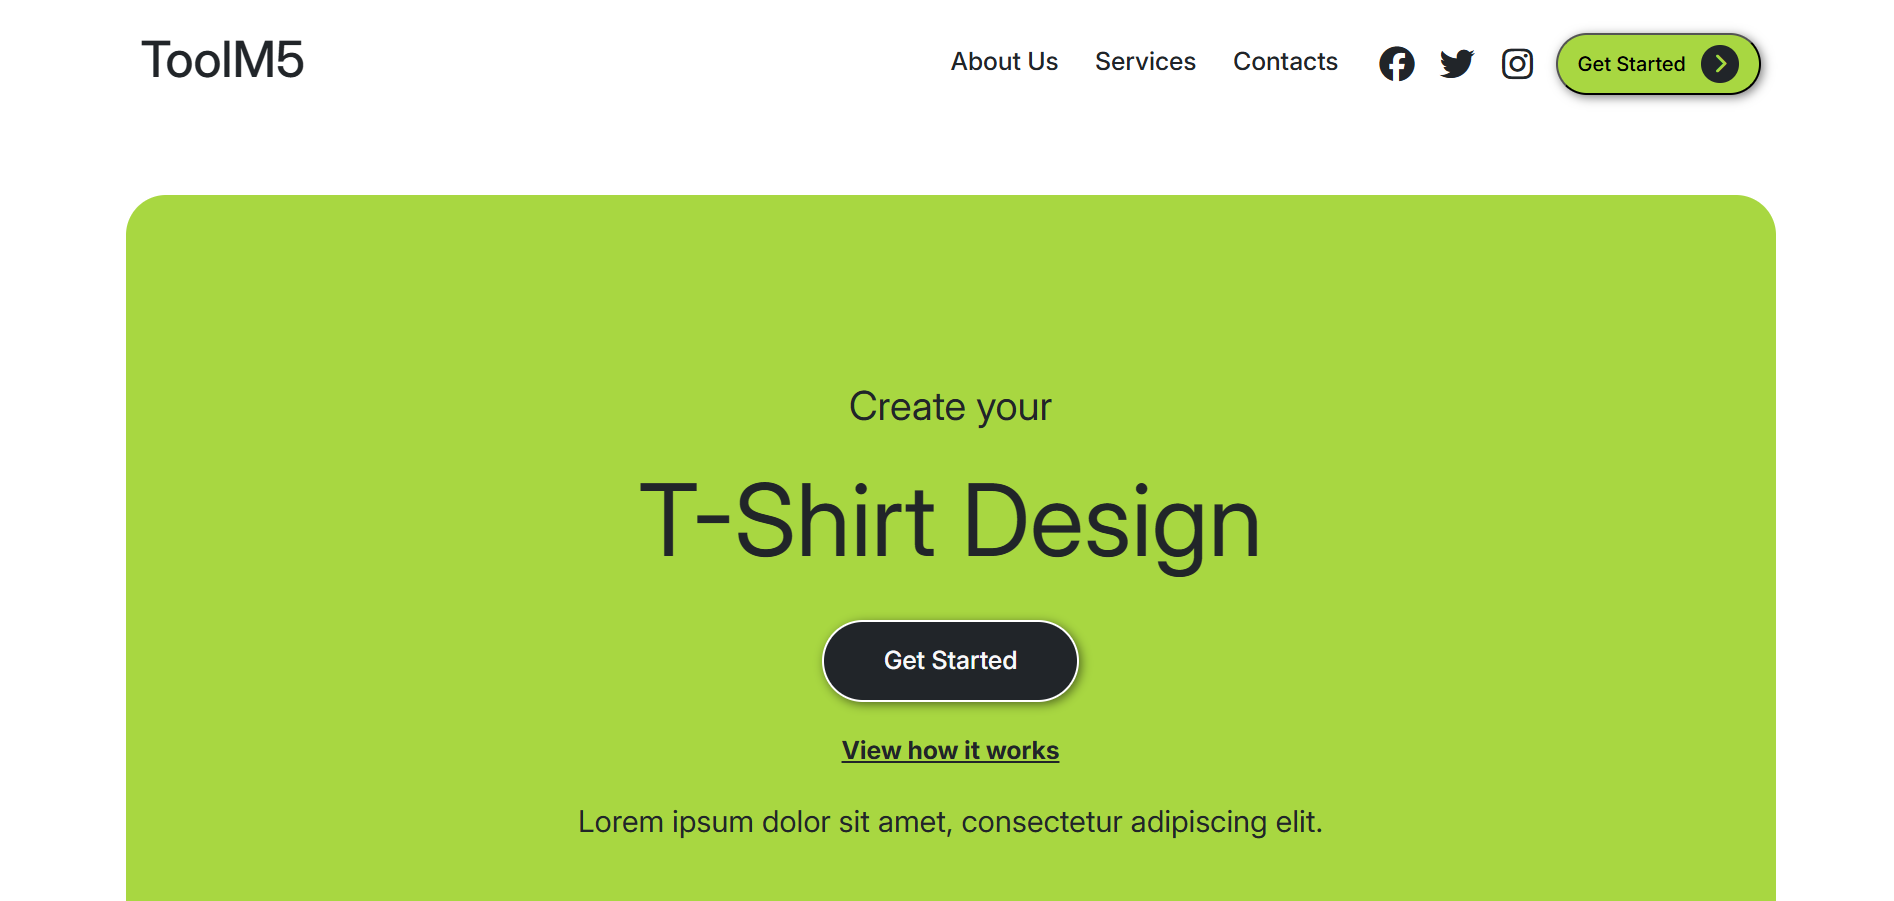 ToolM5
About Us Services Contacts Get Started
Create your
T-Shirt Design
Get Started
View how it works
Lorem ipsum dolor sit amet, consectetur adipiscing elit.